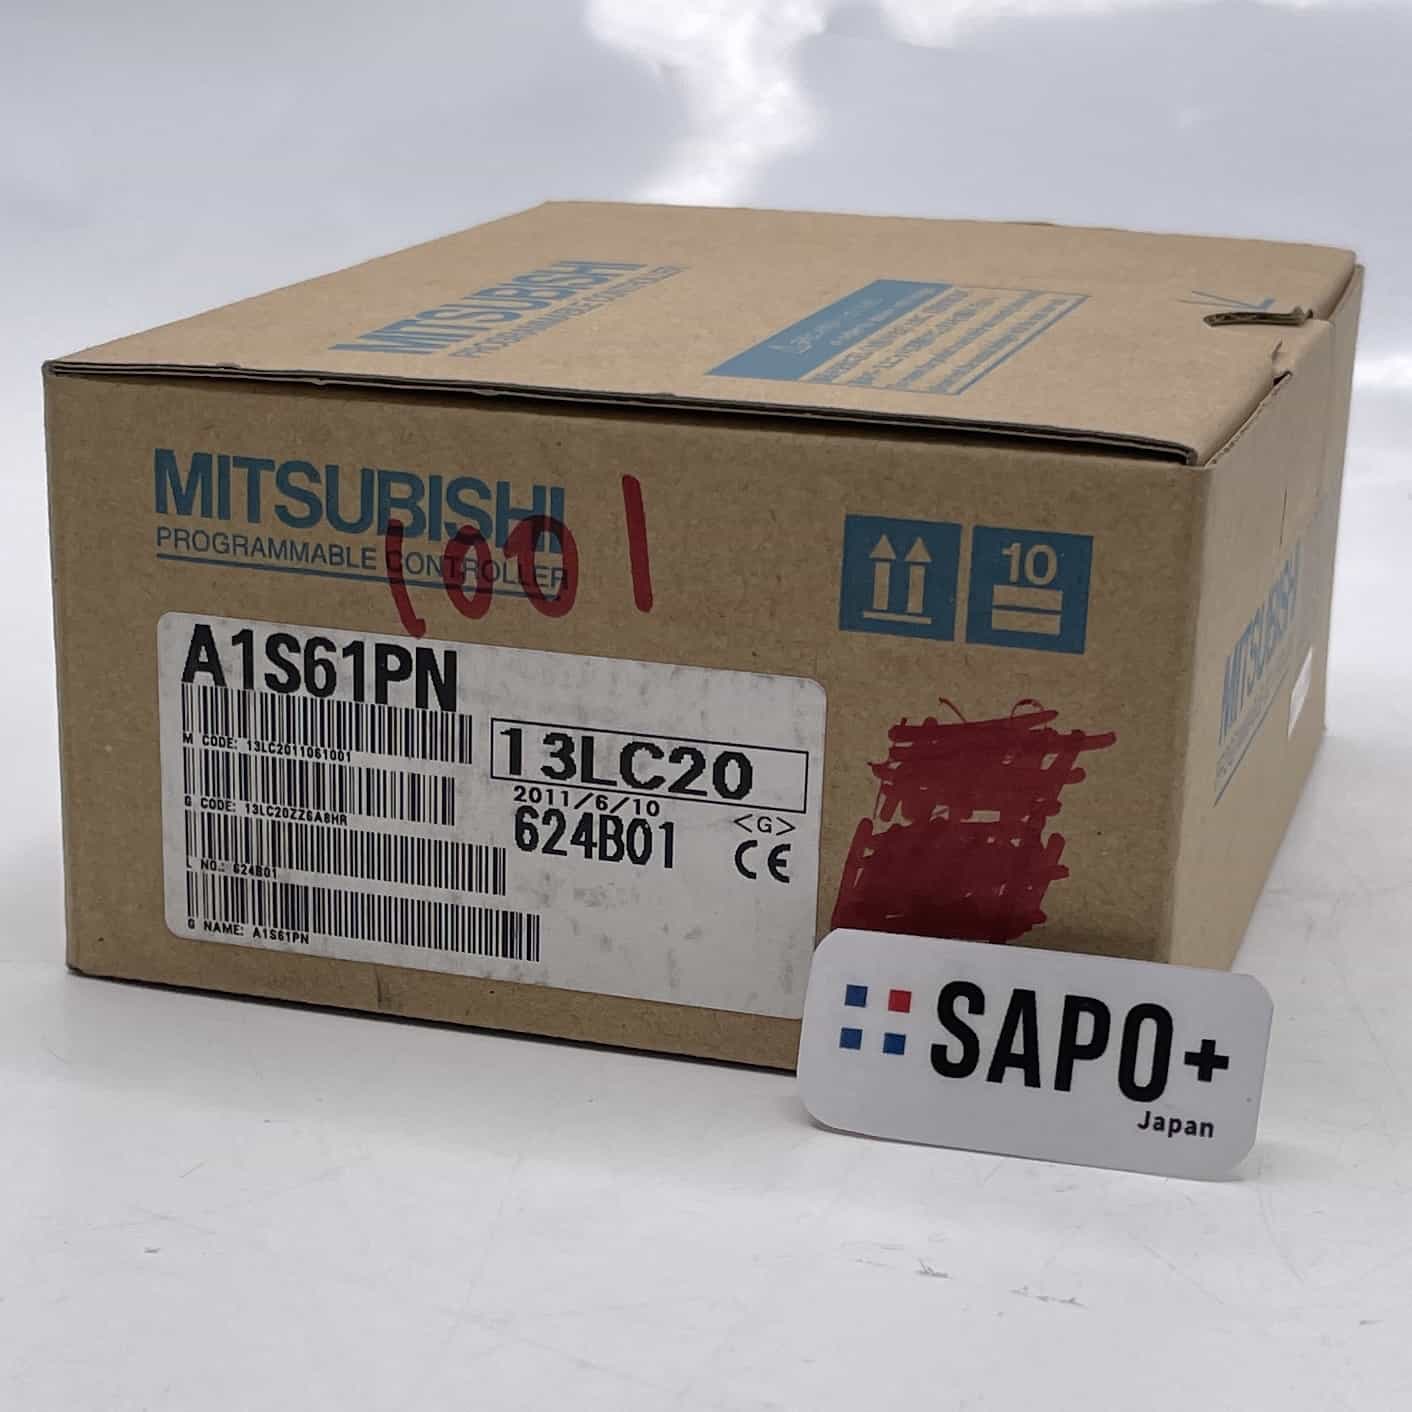 MITSUBISHI
PROGRAMMABLE CONTROLLER
MITSUBISHI
PROGRAMMABLE CONTROLLER
1001
10
A1S61PN
M CODE: 13LC2011061001
G CODE: 13LC20ZZ6A8HR
L NO.: 624B01
G NAME: A1S61PN
13LC20
2011/6/10
624B01
<G>
CE
MITSUBISHI
SAPO+
Japan